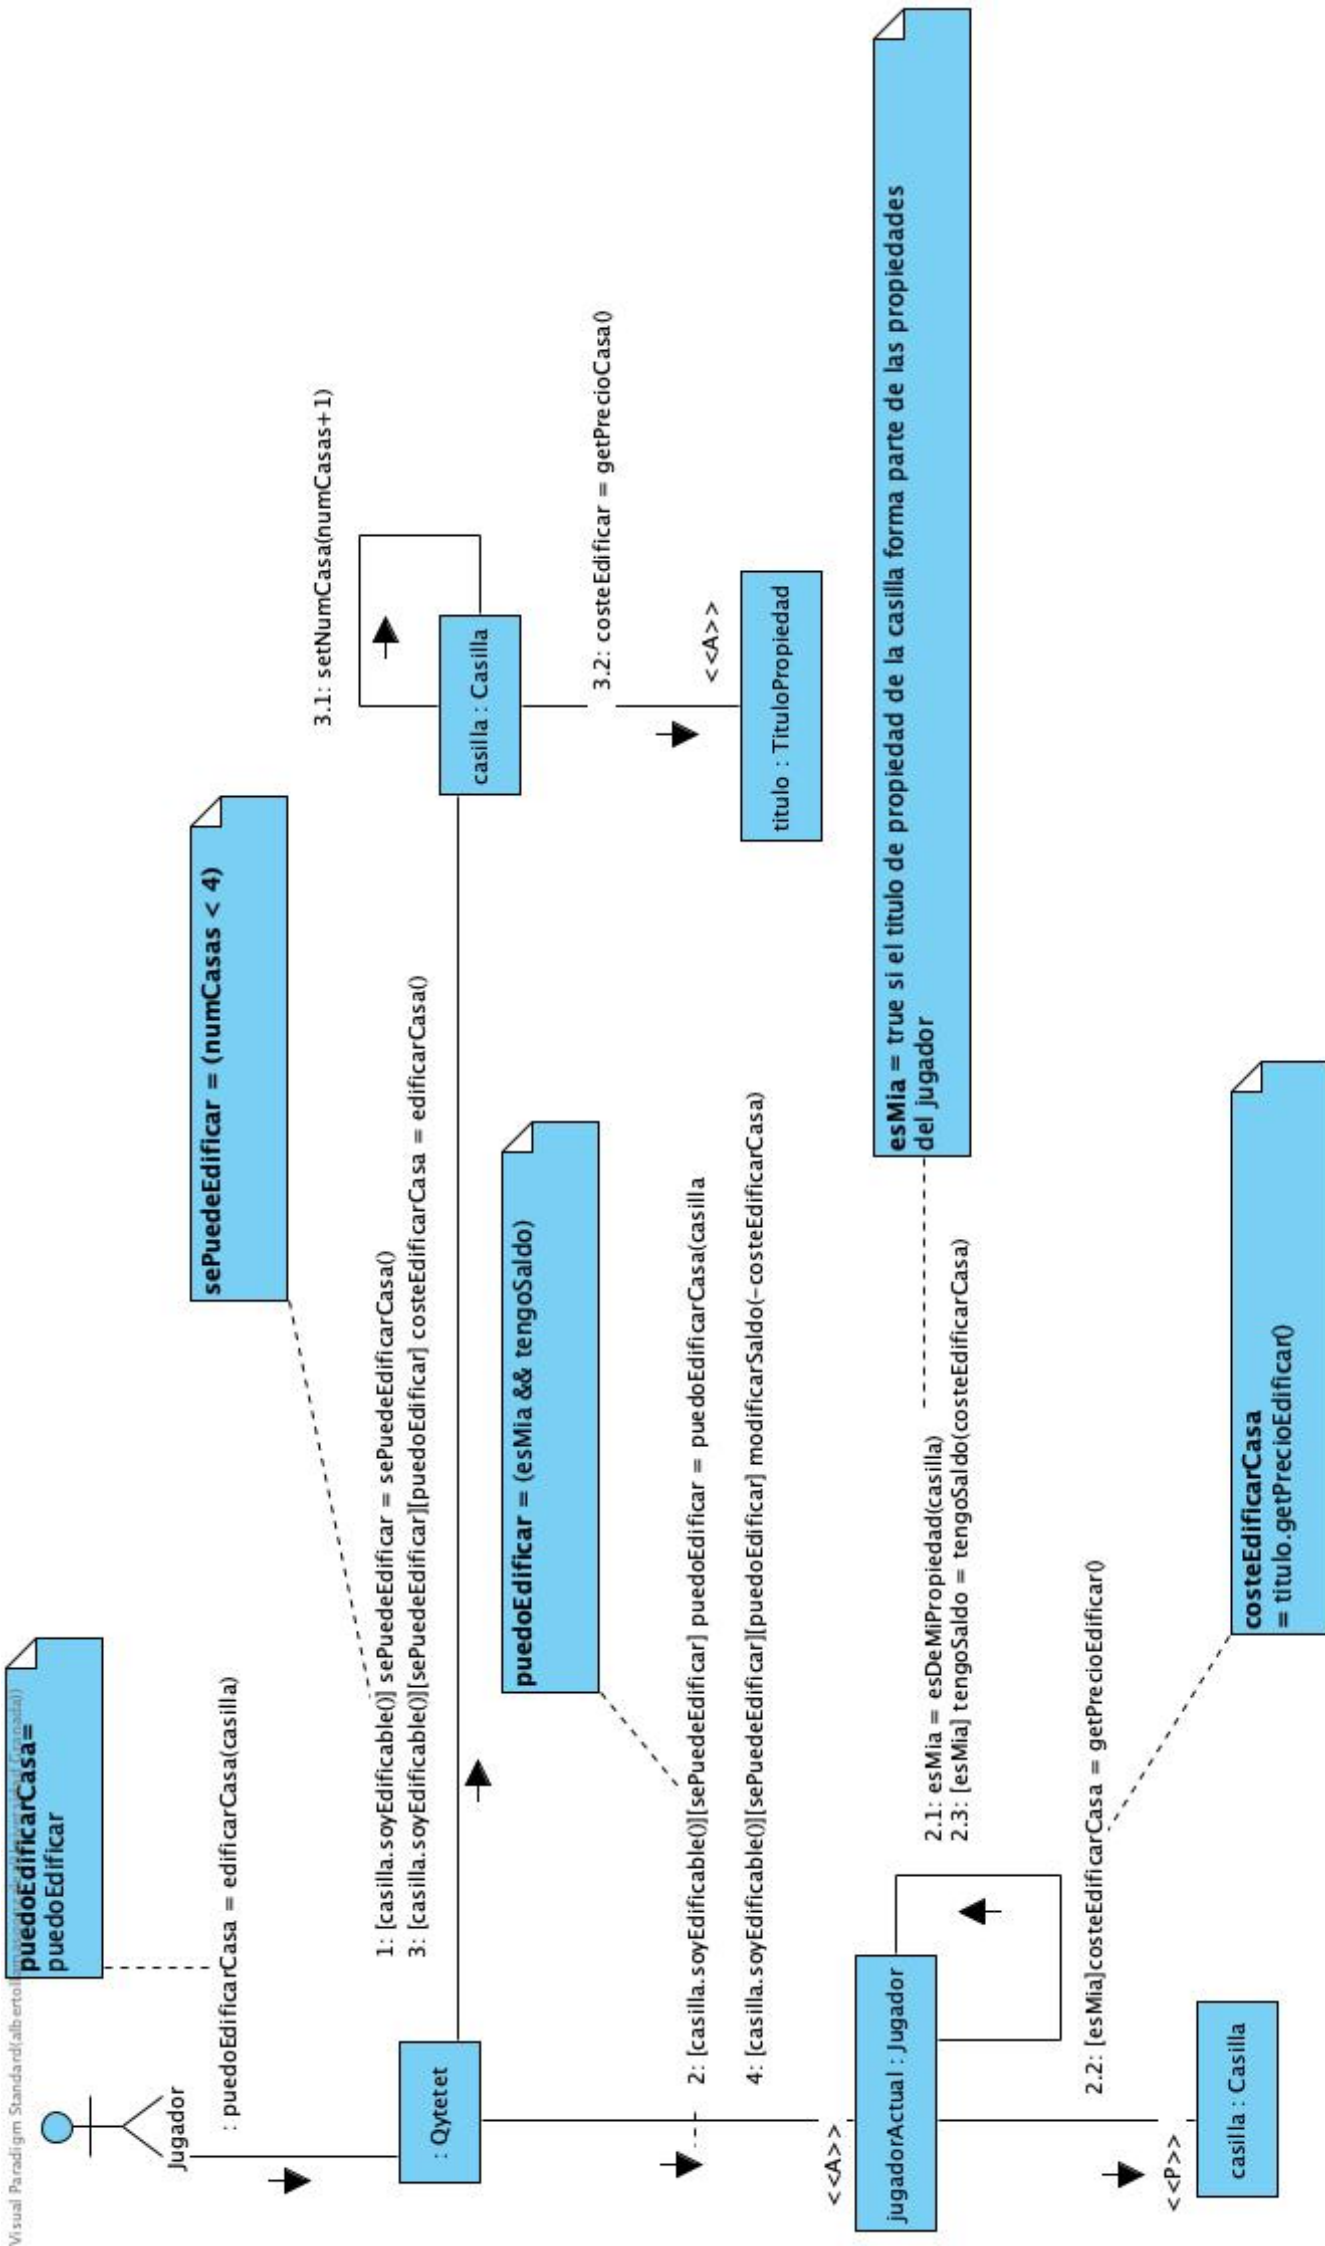 Visual Paradigm Standard(albertoll
puedoEdificarCasa=
puedoEdificar
Jugador
: puedoEdificarCasa = edificarCasa(casilla)
sePuedeEdificar = (numCasas < 4)
3.1: setNumCasa(numCasas+1)
1: [casilla.soyEdificable()] sePuedeEdificar = sePuedeEdificarCasa()
3: [casilla.soyEdificable()][sePuedeEdificar][puedoEdificar] costeEdificarCasa = edificarCasa()
: Qytetet
casilla : Casilla
puedoEdificar = (esMia && tengoSaldo)
3.2: costeEdificar = getPrecioCasa()
2: [casilla.soyEdificable()][sePuedeEdificar] puedoEdificar = puedoEdificarCasa(casilla
4: [casilla.soyEdificable()][sePuedeEdificar][puedoEdificar] modificarSaldo(-costeEdificarCasa)
<<A>>
titulo : TituloPropiedad
<<A>>
jugadorActual : Jugador
esMia = true si el titulo de propiedad de la casilla forma parte de las propiedades
del jugador
2.1: esMia = esDeMiPropiedad(casilla)
2.3: [esMia] tengoSaldo = tengoSaldo(costeEdificarCasa)
2.2: [esMia]costeEdificarCasa = getPrecioEdificar()
<<P>>
casilla : Casilla
costeEdificarCasa
= titulo.getPrecioEdificar()